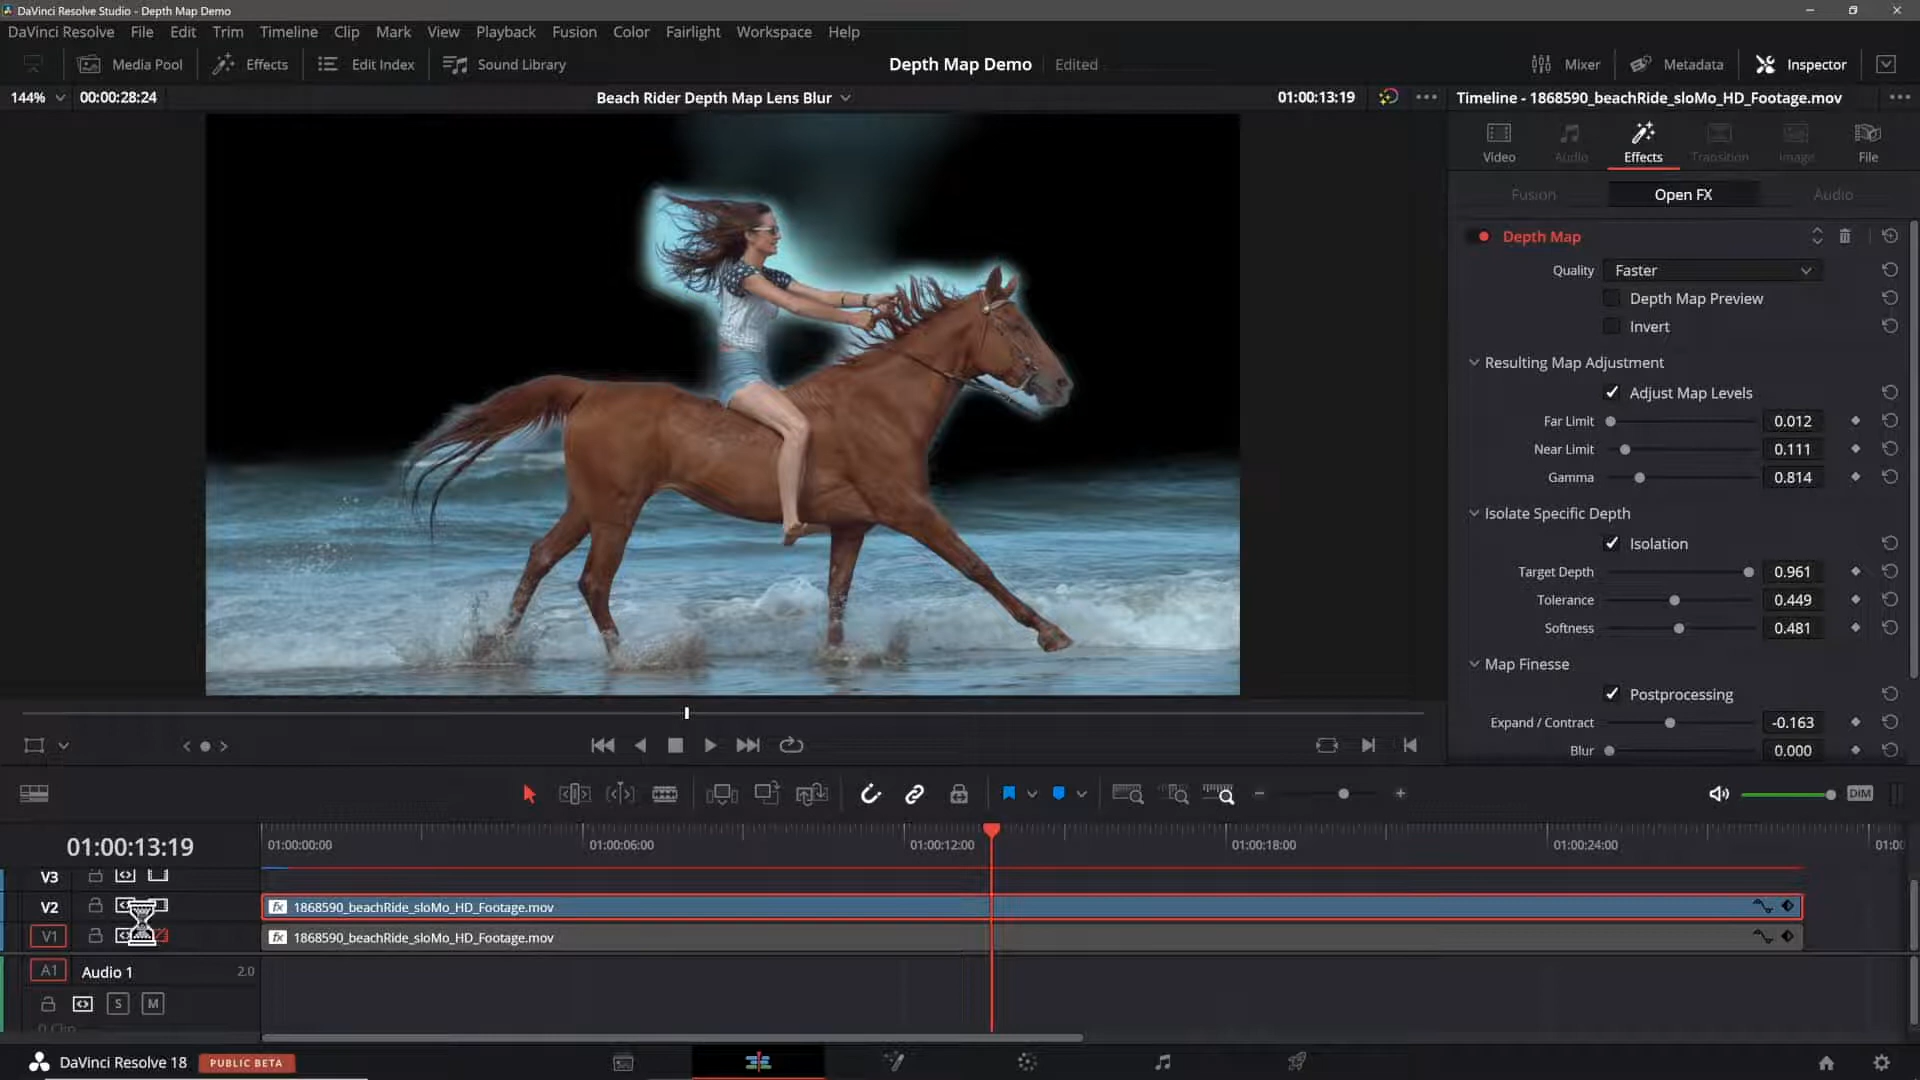 DaVinci Resolve Studio - Depth Map Demo
DaVinci Resolve File Edit Trim Timeline Clip Mark View Playback Fusion Color Fairlight Workspace Help
Media Pool Effects Edit Index Sound Library Depth Map Demo Edited Mixer Metadata Inspector
144% 00:00:28:24 Beach Rider Depth Map Lens Blur 01:00:13:19 Timeline - 1868590_beachRide_sloMo_HD_Footage.mov
Video Audio Effects Transition Image File
Fusion Open FX Audio
Depth Map
Quality Faster
Depth Map Preview
Invert
Resulting Map Adjustment
Adjust Map Levels
Far Limit 0.012
Near Limit 0.111
Gamma 0.814
Isolate Specific Depth
Isolation
Target Depth 0.961
Tolerance 0.449
Softness 0.481
Map Finesse
Postprocessing
Expand / Contract -0.163
Blur 0.000
DIM
01:00:13:19 01:00:00:00 01:00:06:00 01:00:12:00 01:00:18:00 01:00:24:00 01:00
V3
V2 fx 1868590_beachRide_sloMo_HD_Footage.mov
V1 fx 1868590_beachRide_sloMo_HD_Footage.mov
A1 Audio 1 2.0
S M
0 Clip
DaVinci Resolve 18 PUBLIC BETA